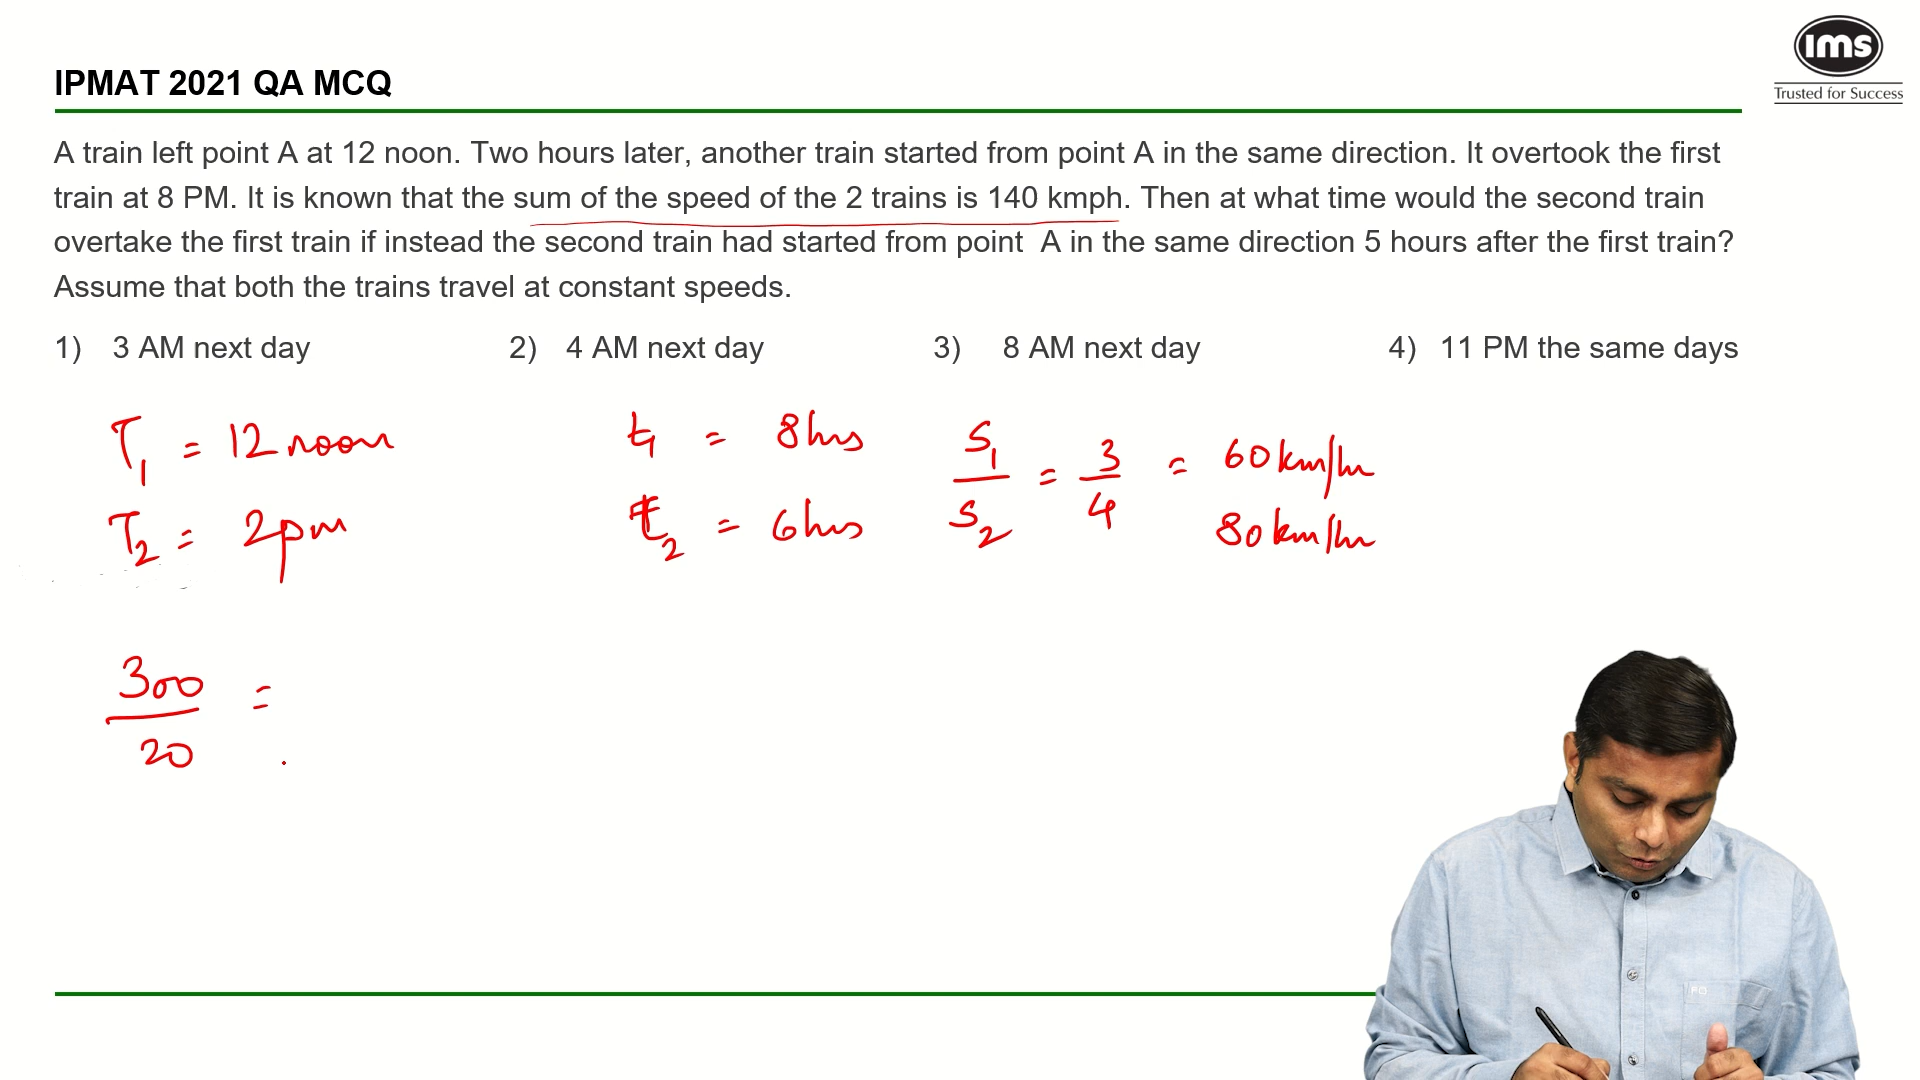 ims
Trusted for Success
IPMAT 2021 QA MCQ
A train left point A at 12 noon. Two hours later, another train started from point A in the same direction. It overtook the first
train at 8 PM. It is known that the sum of the speed of the 2 trains is 140 kmph. Then at what time would the second train
overtake the first train if instead the second train had started from point A in the same direction 5 hours after the first train?
Assume that both the trains travel at constant speeds.
1) 3 AM next day 2) 4 AM next day 3) 8 AM next day 4) 11 PM the same days
T₁ = 12 noon
T₂ = 2pm
t₁ = 8hrs
t₂ = 6hrs
S₁/S₂ = 3/4 = 60km/hr
80km/hr
300/20 =